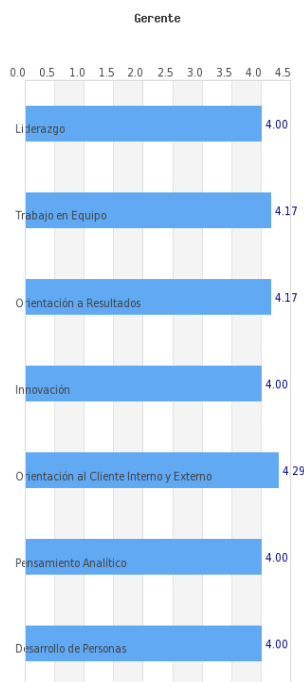 Gerente
0.0 0.5 1.0 1.5 2.0 2.5 3.0 3.5 4.0 4.5
Liderazgo 4.00
Trabajo en Equipo 4.17
Orientación a Resultados 4.17
Innovación 4.00
Orientación al Cliente Interno y Externo 4.29
Pensamiento Analítico 4.00
Desarrollo de Personas 4.00